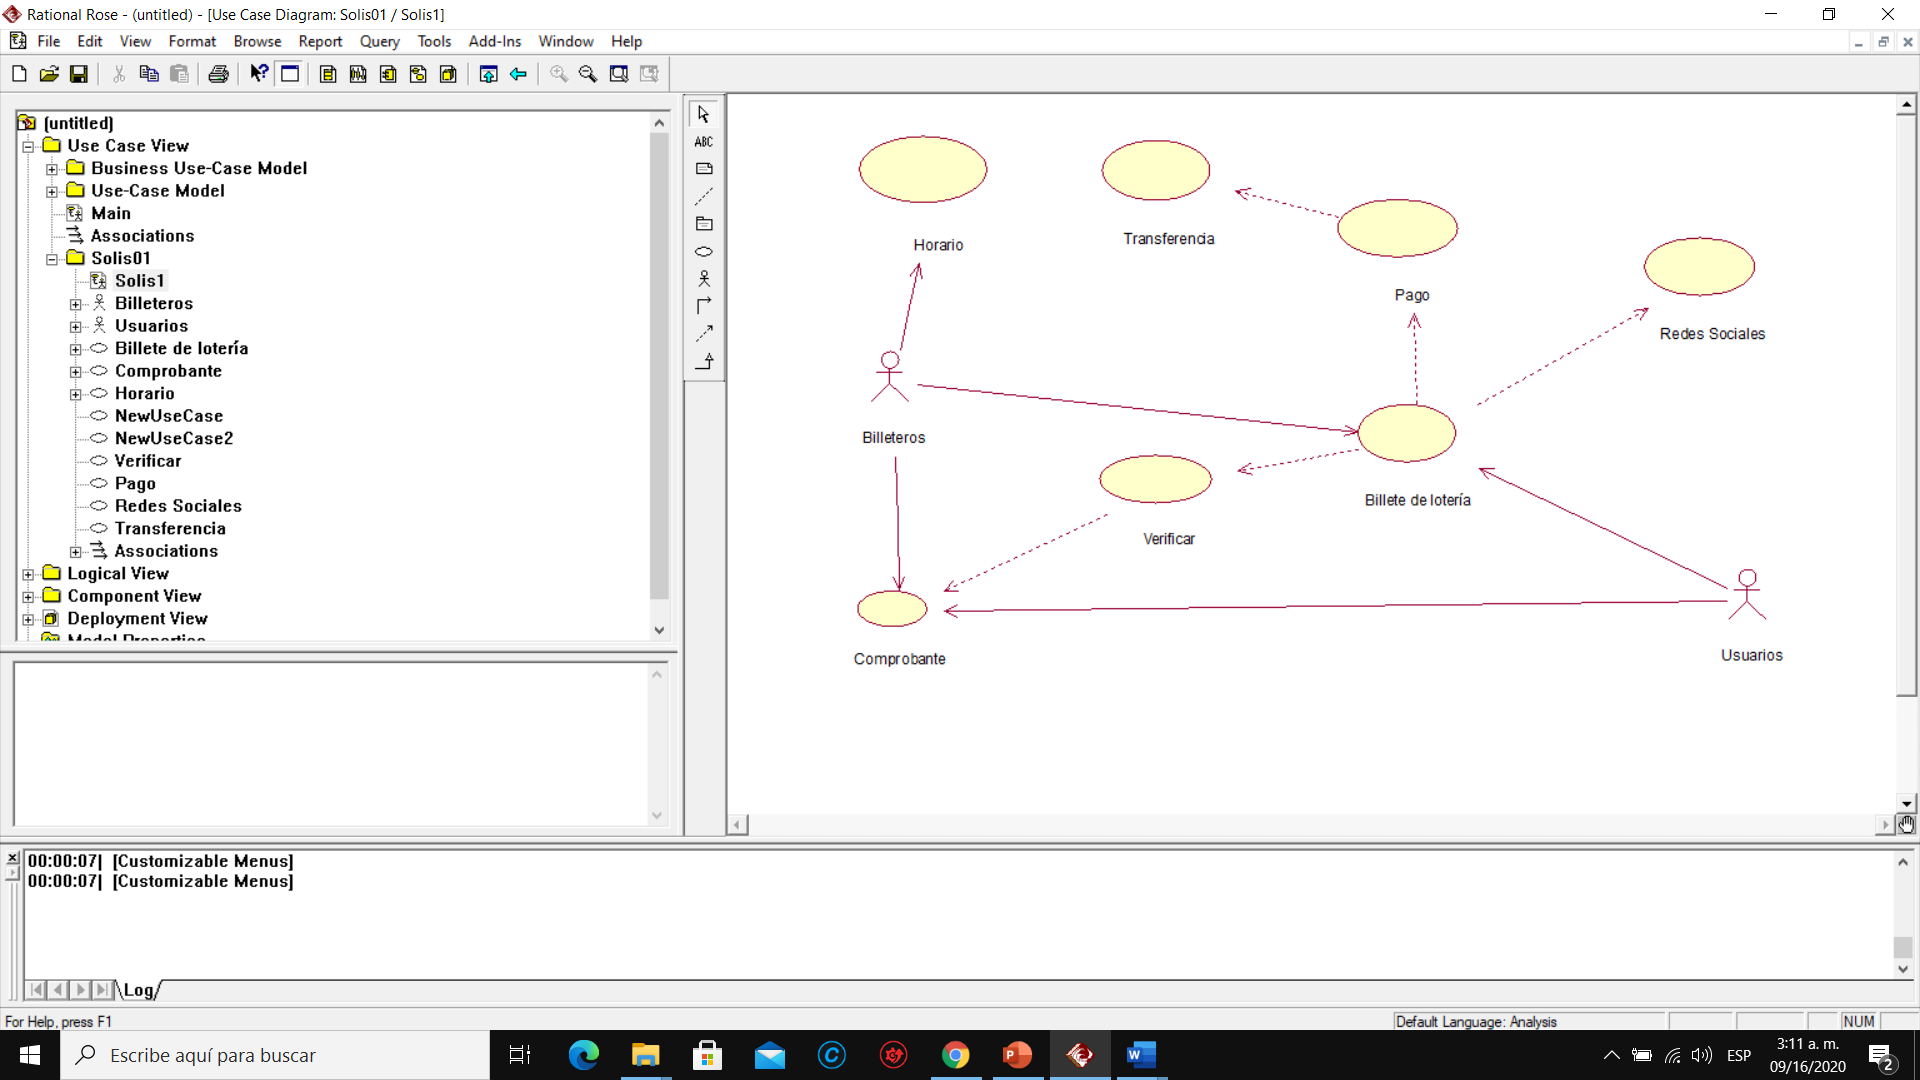 Rational Rose - (untitled) - [Use Case Diagram: Solis01 / Solis1]
File Edit View Format Browse Report Query Tools Add-Ins Window Help
(untitled)
Use Case View
Business Use-Case Model
Use-Case Model
Main
Associations
Solis01
Solis1
Billeteros
Usuarios
Billete de lotería
Comprobante
Horario
NewUseCase
NewUseCase2
Verificar
Pago
Redes Sociales
Transferencia
Associations
Logical View
Component View
Deployment View
Model Properties
ABC
Horario
Transferencia
Pago
Redes Sociales
Billeteros
Billete de lotería
Verificar
Comprobante
Usuarios
00:00:07| [Customizable Menus]
00:00:07| [Customizable Menus]
Log
For Help, press F1
Default Language: Analysis
NUM
Escribe aquí para buscar
ESP
3:11 a. m.
09/16/2020
2